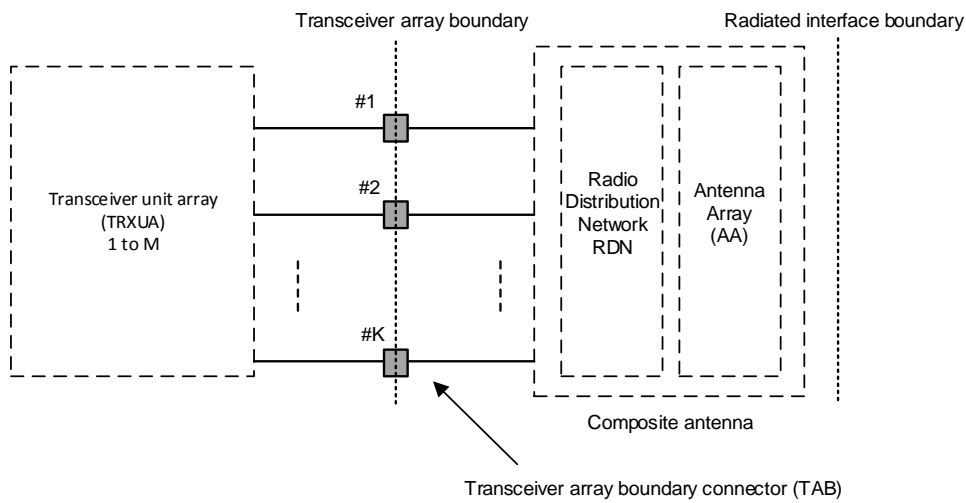 Transceiver array boundary
Radiated interface boundary
#1
#2
#K
Transceiver unit array
(TRXUA)
1 to M
Radio
Distribution
Network
RDN
Antenna
Array
(AA)
Composite antenna
Transceiver array boundary connector (TAB)